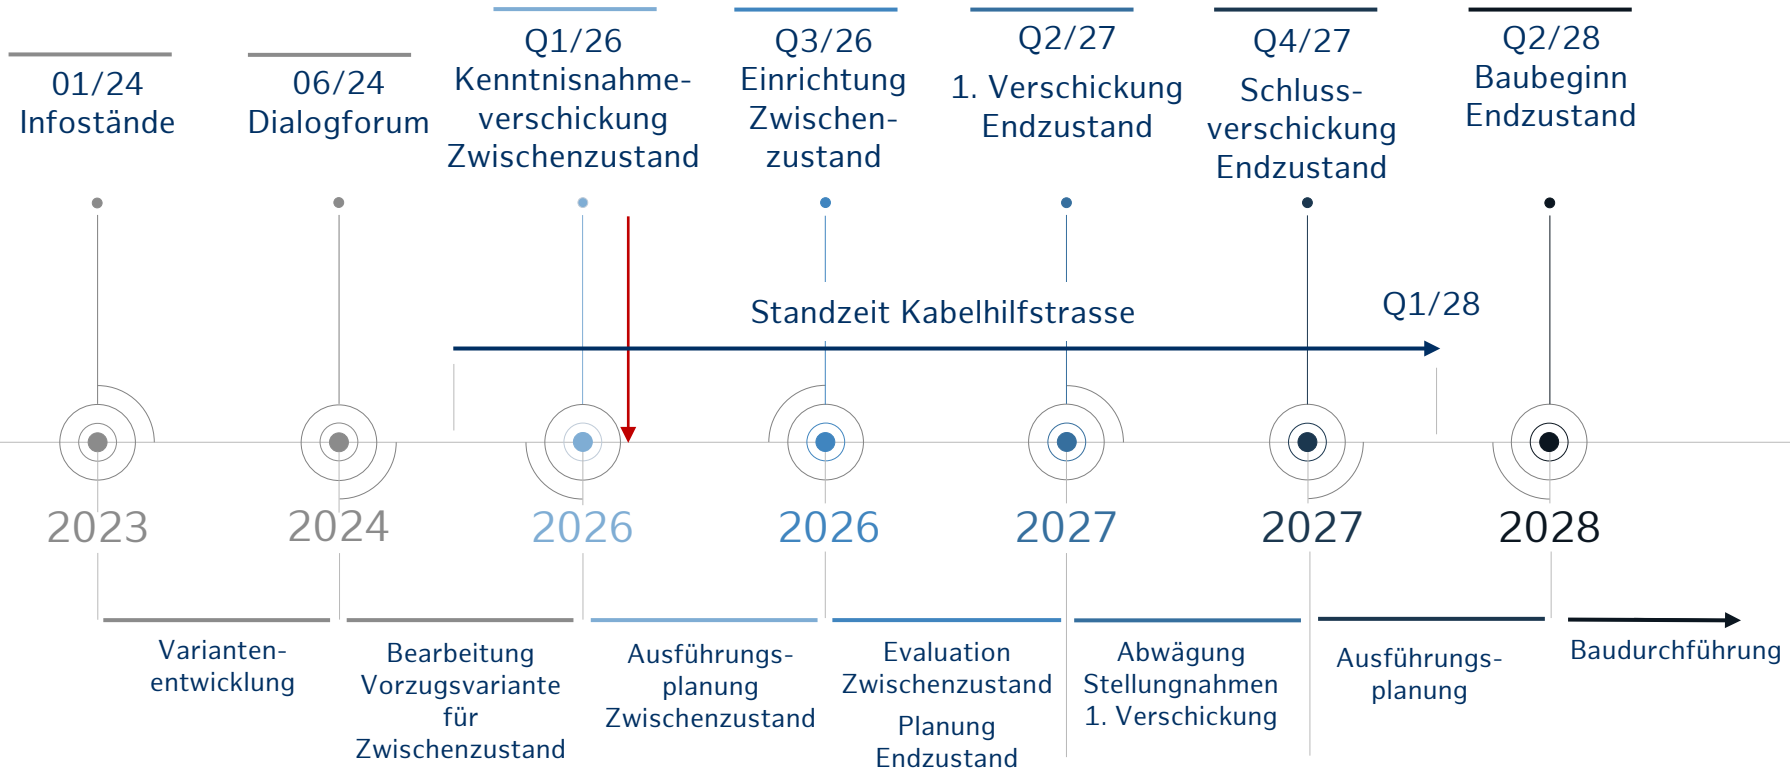 01/24
Infostände
06/24
Dialogforum
Q1/26
Kenntnisnahme-
verschickung
Zwischenzustand
Q3/26
Einrichtung
Zwischen-
zustand
Q2/27
1. Verschickung
Endzustand
Q4/27
Schluss-
verschickung
Endzustand
Q2/28
Baubeginn
Endzustand
Standzeit Kabelhilfstrasse
Q1/28
2023
2024
2026
2026
2027
2027
2028
Varianten-
entwicklung
Bearbeitung
Vorzugsvariante
für
Zwischenzustand
Ausführungs-
planung
Zwischenzustand
Evaluation
Zwischenzustand
Planung
Endzustand
Abwägung
Stellungnahmen
1. Verschickung
Ausführungs-
planung
Baudurchführung